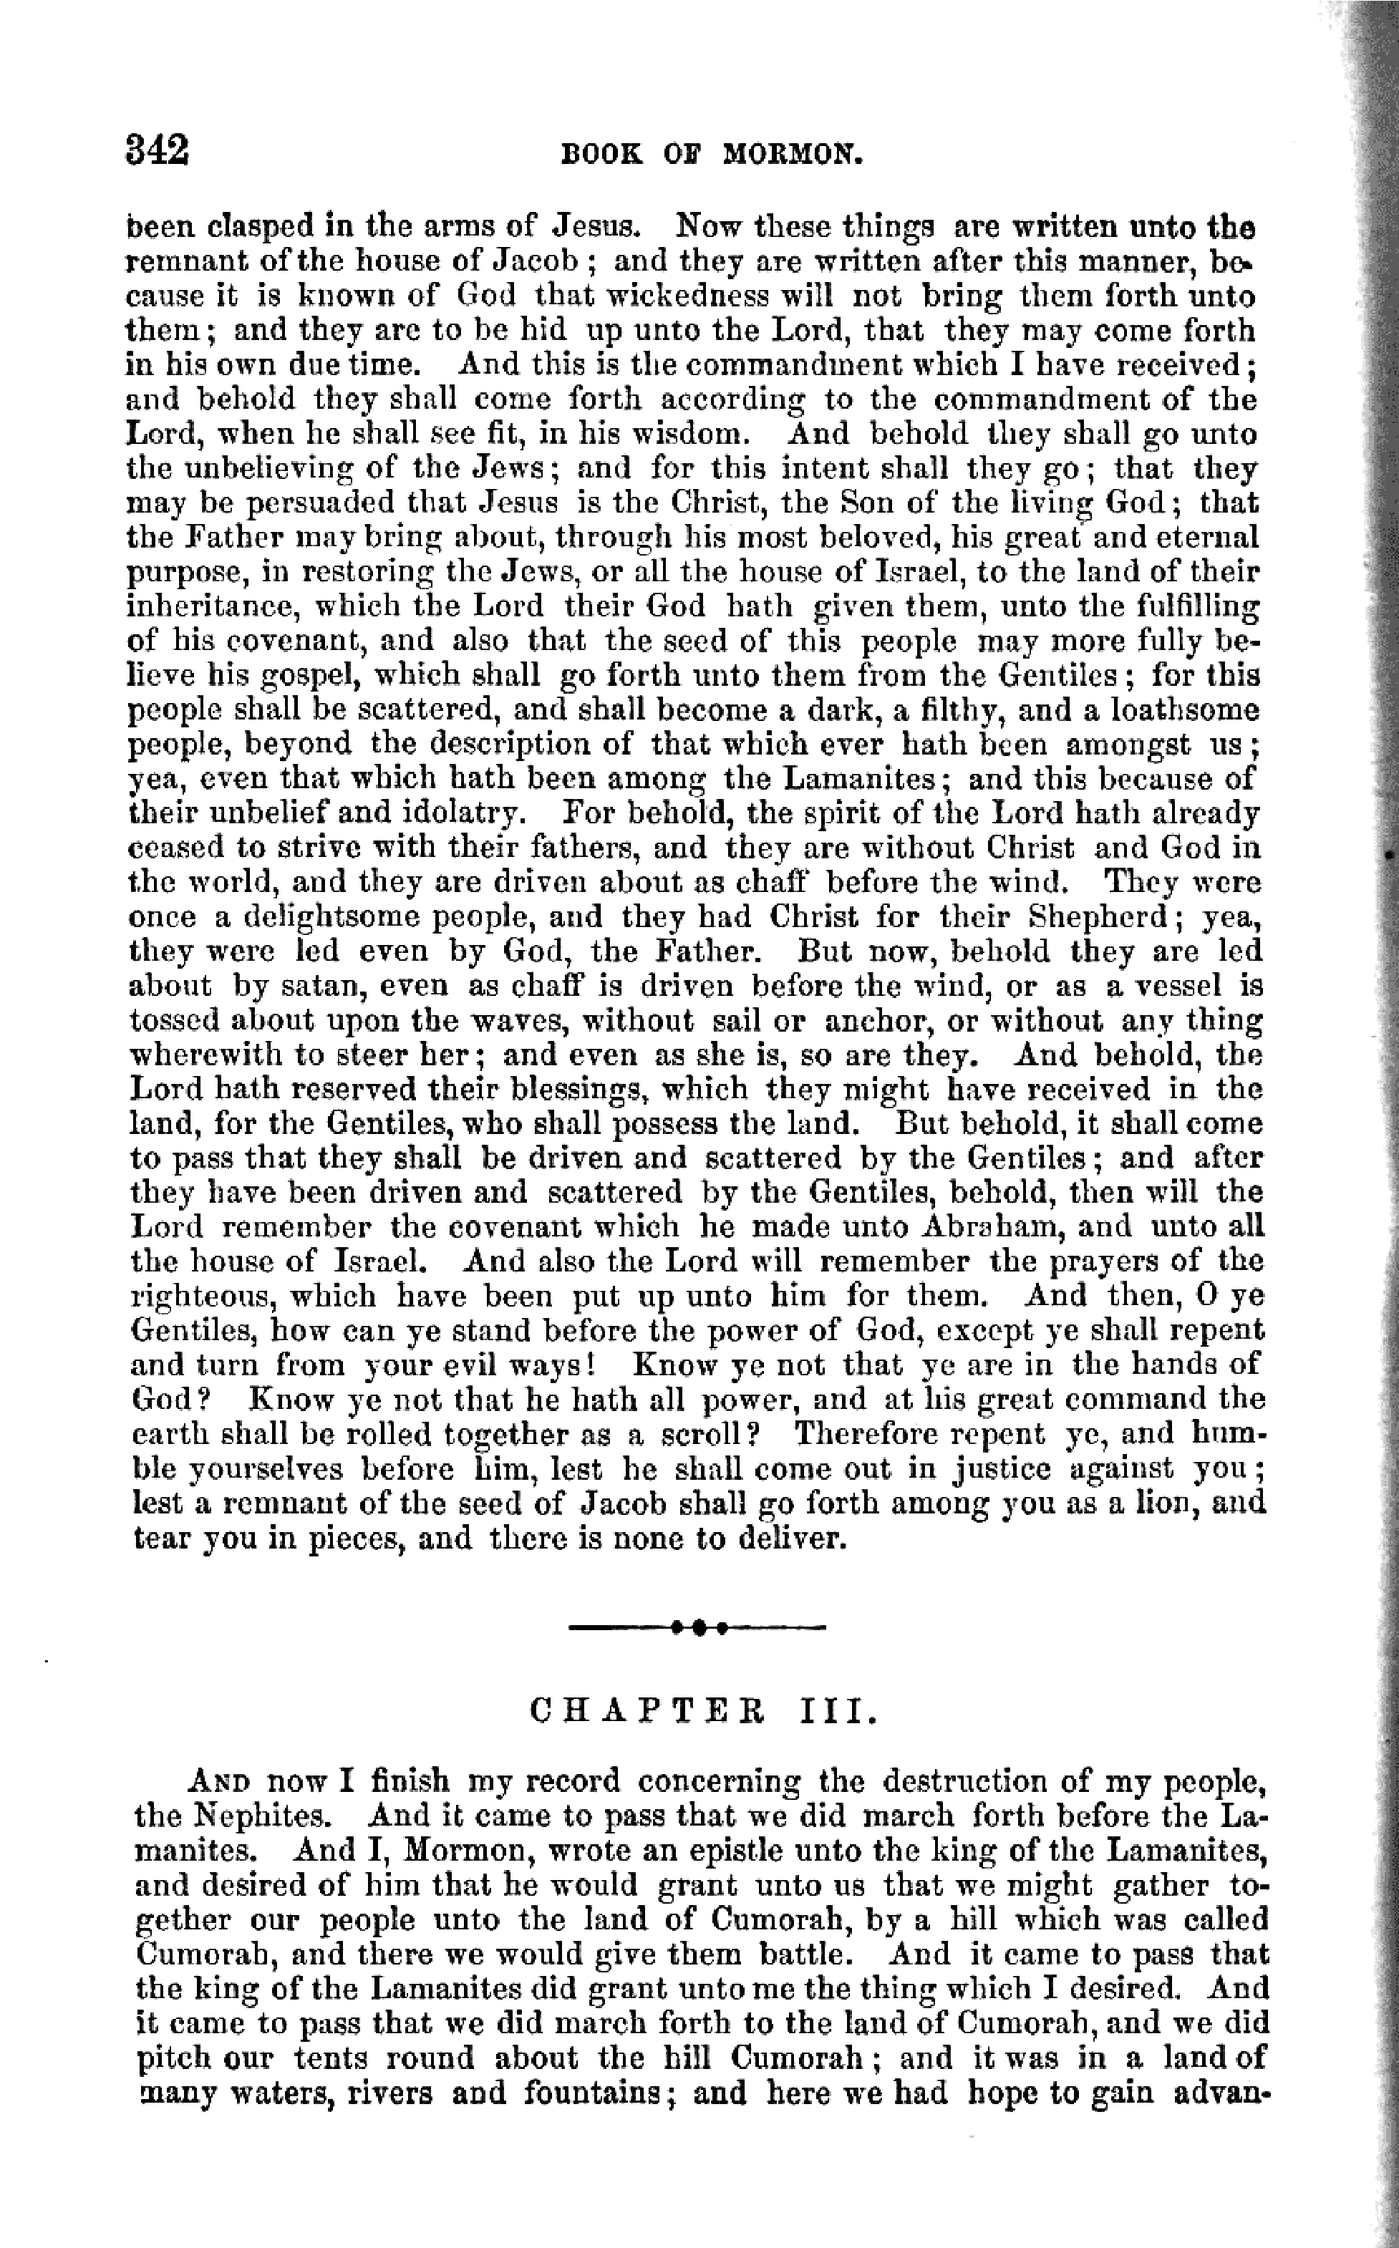 342 BOOK OF MORMON.
been clasped in the arms of Jesus. Now these things are written unto the
remnant of the house of Jacob; and they are written after this manner, be-
cause it is known of God that wickedness will not bring them forth unto
them; and they are to be hid up unto the Lord, that they may come forth
in his own due time. And this is the commandment which I have received;
and behold they shall come forth according to the commandment of the
Lord, when he shall see fit, in his wisdom. And behold they shall go unto
the unbelieving of the Jews; and for this intent shall they go; that they
may be persuaded that Jesus is the Christ, the Son of the living God; that
the Father may bring about, through his most beloved, his great and eternal
purpose, in restoring the Jews, or all the house of Israel, to the land of their
inheritance, which the Lord their God hath given them, unto the fulfilling
of his covenant, and also that the seed of this people may more fully be-
lieve his gospel, which shall go forth unto them from the Gentiles; for this
people shall be scattered, and shall become a dark, a filthy, and a loathsome
people, beyond the description of that which ever hath been amongst us;
yea, even that which hath been among the Lamanites; and this because of
their unbelief and idolatry. For behold, the spirit of the Lord hath already
ceased to strive with their fathers, and they are without Christ and God in
the world, and they are driven about as chaff before the wind. They were
once a delightsome people, and they had Christ for their Shepherd; yea,
they were led even by God, the Father. But now, behold they are led
about by satan, even as chaff is driven before the wind, or as a vessel is
tossed about upon the waves, without sail or anchor, or without any thing
wherewith to steer her; and even as she is, so are they. And behold, the
Lord hath reserved their blessings, which they might have received in the
land, for the Gentiles, who shall possess the land. But behold, it shall come
to pass that they shall be driven and scattered by the Gentiles; and after
they have been driven and scattered by the Gentiles, behold, then will the
Lord remember the covenant which he made unto Abraham, and unto all
the house of Israel. And also the Lord will remember the prayers of the
righteous, which have been put up unto him for them. And then, O ye
Gentiles, how can ye stand before the power of God, except ye shall repent
and turn from your evil ways! Know ye not that ye are in the hands of
God? Know ye not that he hath all power, and at his great command the
earth shall be rolled together as a scroll? Therefore repent ye, and hum-
ble yourselves before him, lest he shall come out in justice against you;
lest a remnant of the seed of Jacob shall go forth among you as a lion, and
tear you in pieces, and there is none to deliver.
CHAPTER III.
AND now I finish my record concerning the destruction of my people,
the Nephites. And it came to pass that we did march forth before the La-
manites. And I, Mormon, wrote an epistle unto the king of the Lamanites,
and desired of him that he would grant unto us that we might gather to-
gether our people unto the land of Cumorah, by a hill which was called
Cumorah, and there we would give them battle. And it came to pass that
the king of the Lamanites did grant unto me the thing which I desired. And
it came to pass that we did march forth to the land of Cumorah, and we did
pitch our tents round about the hill Cumorah; and it was in a land of
many waters, rivers and fountains; and here we had hope to gain advan-